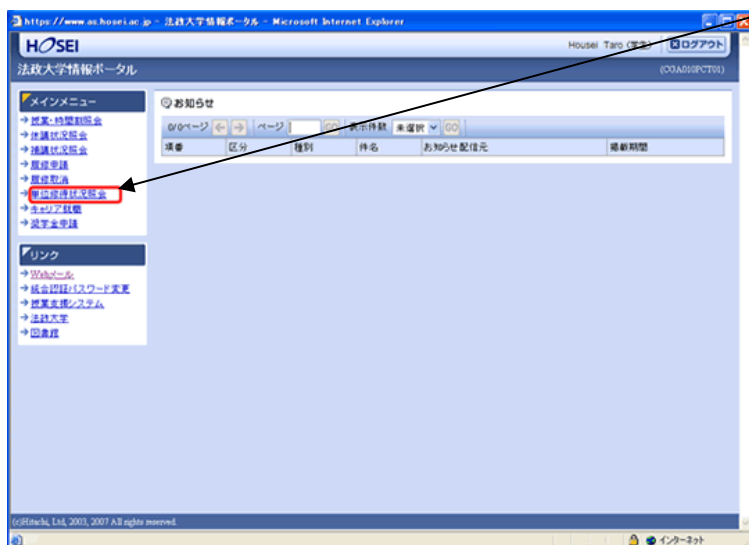 https://www.as.hosei.ac.jp - 法政大学情報ポータル - Microsoft Internet Explorer
HOSEI
Housei Taro (学生)
ログアウト
法政大学情報ポータル
(COA010PCT01)
メインメニュー
授業・時間割照会
休講状況照会
補講状況照会
履修申請
履修取消
単位修得状況照会
キャリア就職
奨学金申請
リンク
Webメール
統合認証パスワード変更
授業支援システム
法政大学
図書館
お知らせ
0/0ページ ページ GO 表示件数 未選択 GO
項番 区分 種別 件名 お知らせ配信元 掲載期間
(c)Hitachi, Ltd, 2003, 2007 All rights reserved.
インターネット